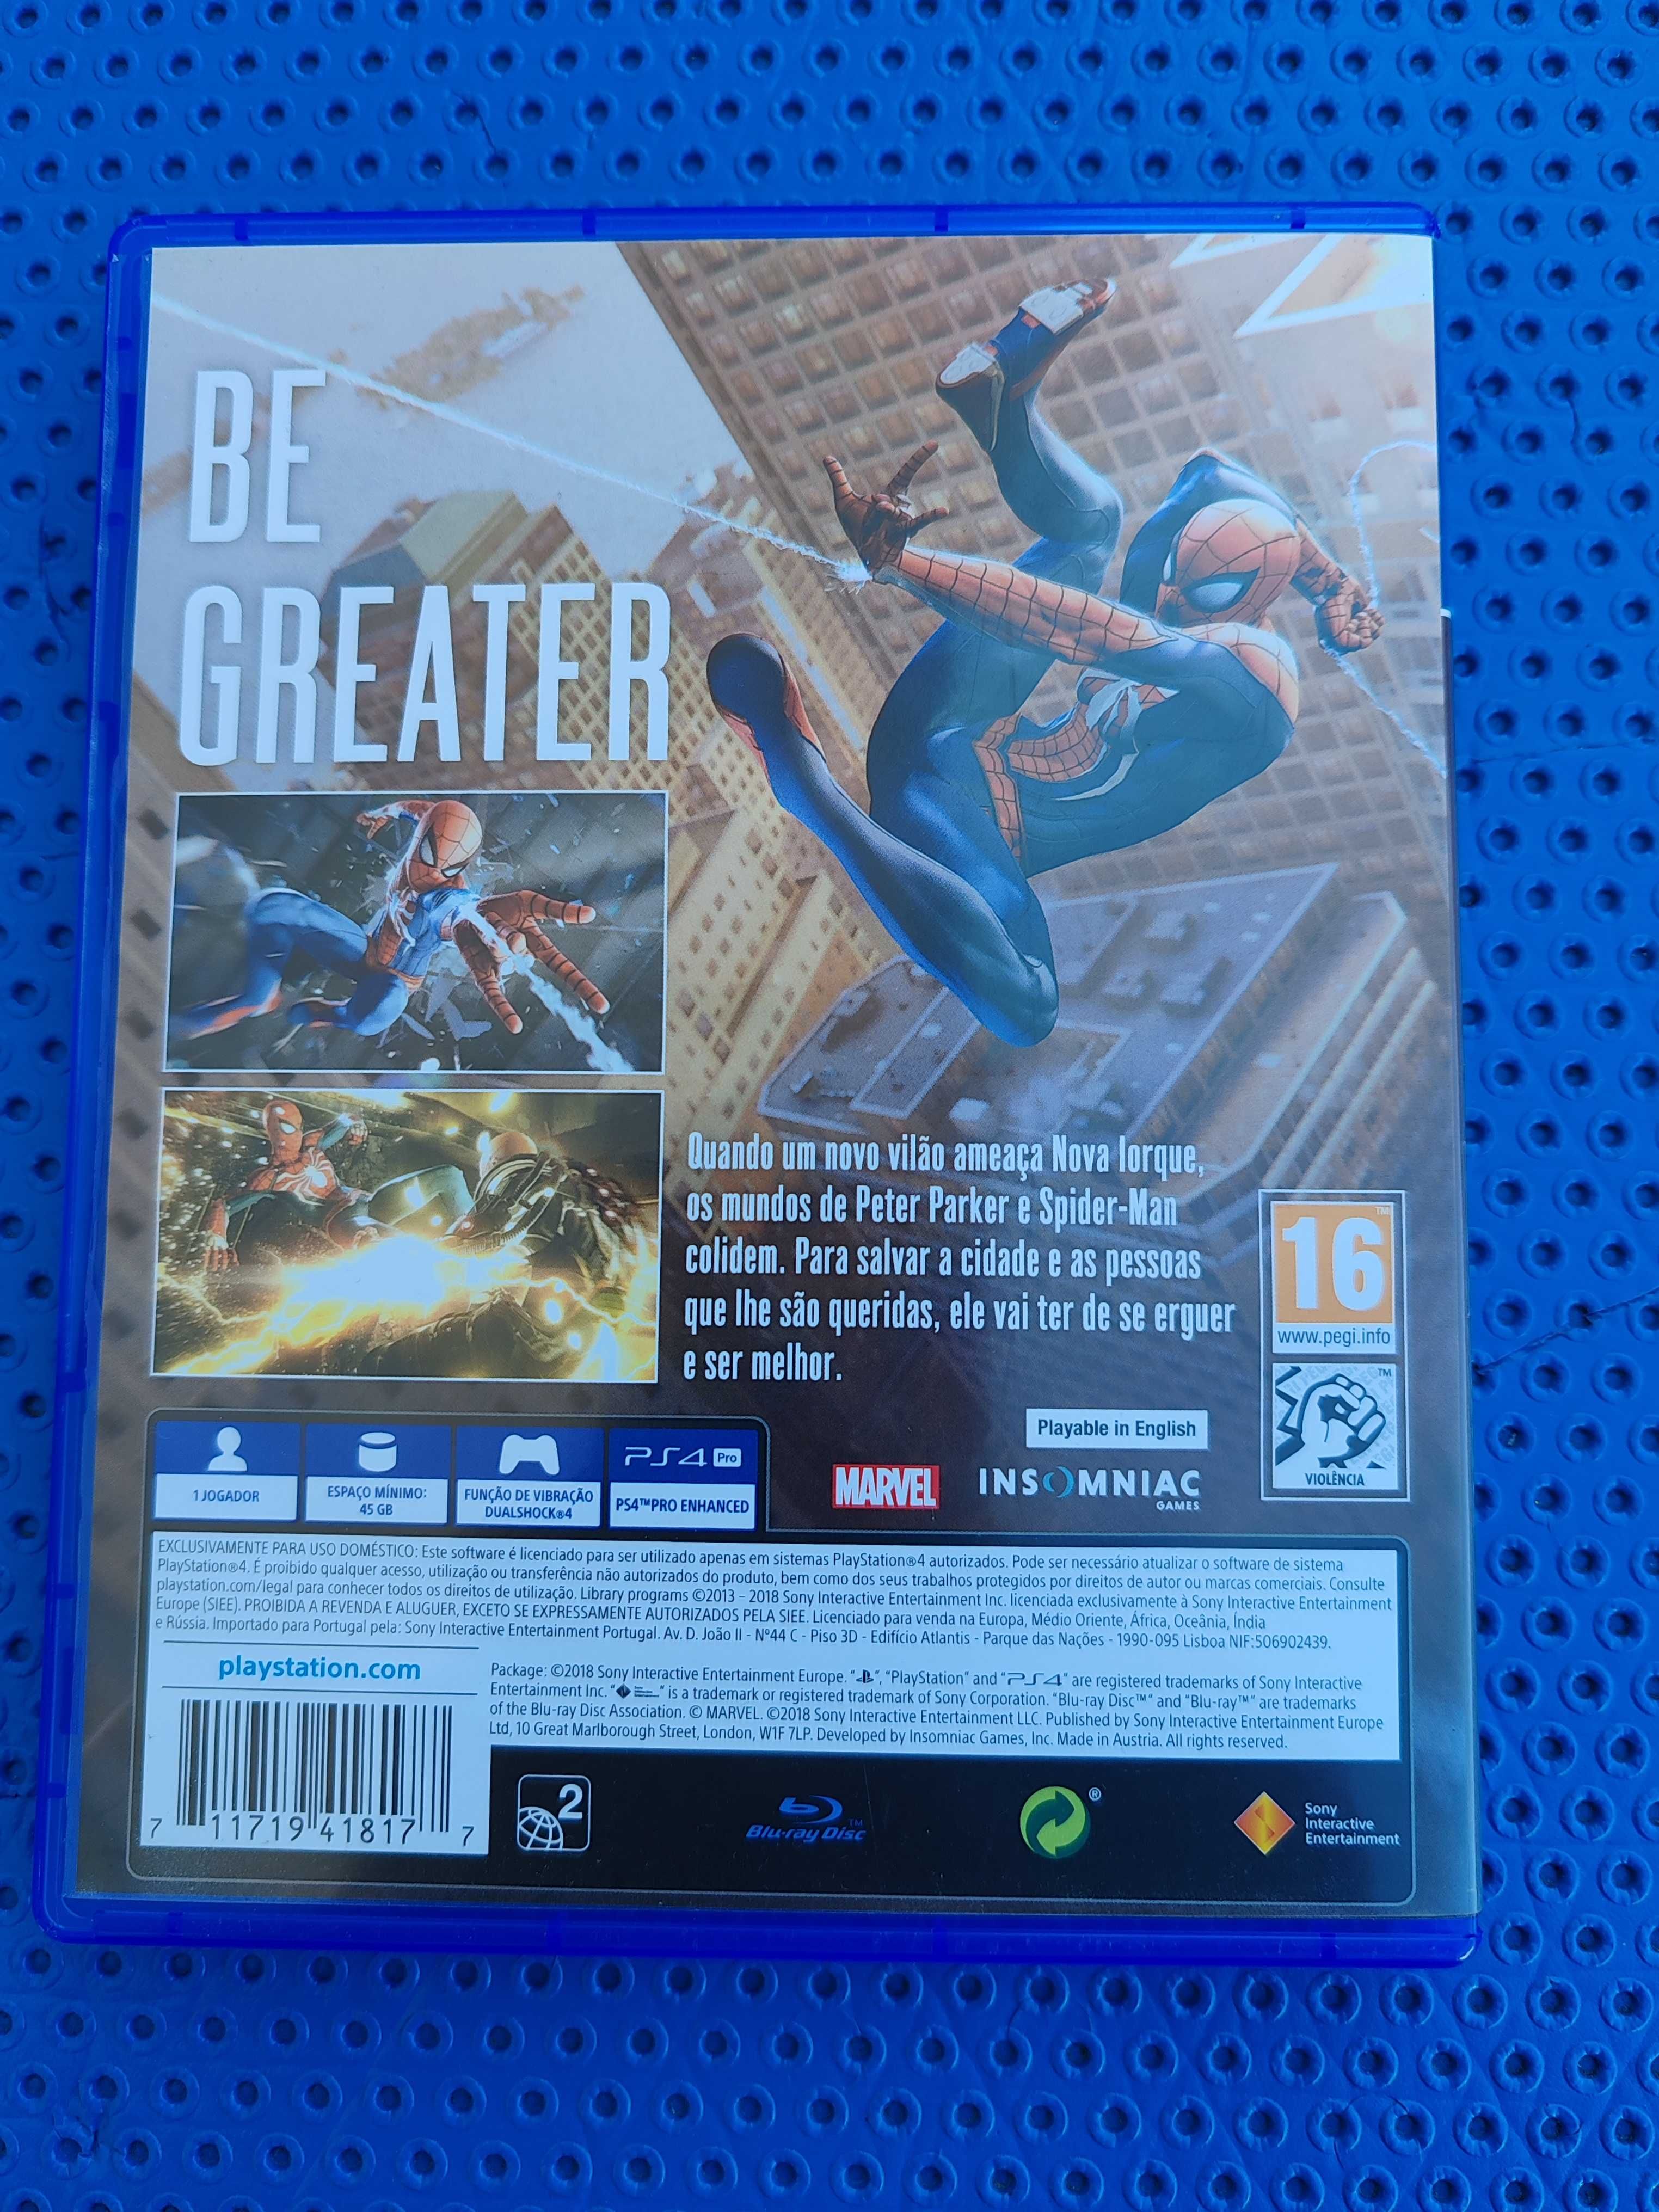 BE
GREATER
Quando um novo vilão ameaça Nova Iorque,
os mundos de Peter Parker e Spider-Man
colidem. Para salvar a cidade e as pessoas
que lhe são queridas, ele vai ter de se erguer
e ser melhor.
16 ™
www.pegi.info
™
VIOLÊNCIA
Playable in English
MARVEL
INSOMNIAC
GAMES
1 JOGADOR
ESPAÇO MÍNIMO:
45 GB
FUNÇÃO DE VIBRAÇÃO
DUALSHOCK®4
PS4 Pro
PS4™PRO ENHANCED
EXCLUSIVAMENTE PARA USO DOMÉSTICO: Este software é licenciado para ser utilizado apenas em sistemas PlayStation®4 autorizados. Pode ser necessário atualizar o software de sistema
PlayStation®4. É proibido qualquer acesso, utilização ou transferência não autorizados do produto, bem como dos seus trabalhos protegidos por direitos de autor ou marcas comerciais. Consulte
playstation.com/legal para conhecer todos os direitos de utilização. Library programs ©2013 – 2018 Sony Interactive Entertainment Inc. licenciada exclusivamente à Sony Interactive Entertainment
Europe (SIEE). PROIBIDA A REVENDA E ALUGUER, EXCETO SE EXPRESSAMENTE AUTORIZADOS PELA SIEE. Licenciado para venda na Europa, Médio Oriente, África, Oceânia, Índia
e Rússia. Importado para Portugal pela: Sony Interactive Entertainment Portugal. Av. D. João II - Nº44 C - Piso 3D - Edifício Atlantis - Parque das Nações - 1990-095 Lisboa NIF:506902439.
playstation.com
Package: ©2018 Sony Interactive Entertainment Europe. “ ”, “PlayStation” and “PS4” are registered trademarks of Sony Interactive
Entertainment Inc. “ ” is a trademark or registered trademark of Sony Corporation. “Blu-ray Disc™” and “Blu-ray™” are trademarks
of the Blu-ray Disc Association. © MARVEL. ©2018 Sony Interactive Entertainment LLC. Published by Sony Interactive Entertainment Europe
Ltd, 10 Great Marlborough Street, London, W1F 7LP. Developed by Insomniac Games, Inc. Made in Austria. All rights reserved.
7 11719 41817 7
2
Blu-ray Disc ™
®
Sony
Interactive
Entertainment